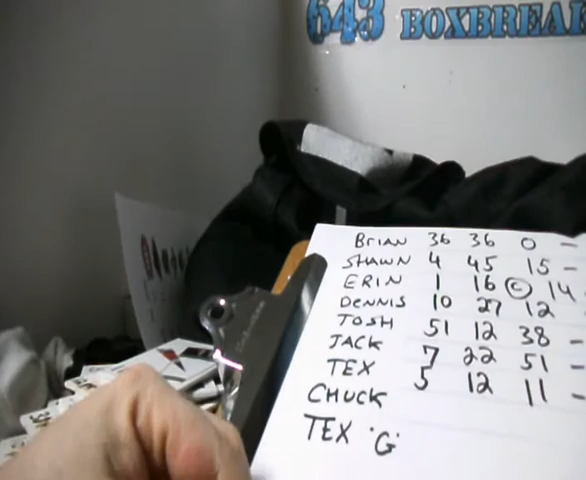 643 BOXBREAK
BRIAN 36 36 0 -
SHAWN 4 45 15 -
ERIN 1 16 © 14 -
DENNIS 10 27 12
TOSH 51 12 38 -
JACK 7 22 51 -
TEX 5 12 11 -
CHUCK
TEX 'G'